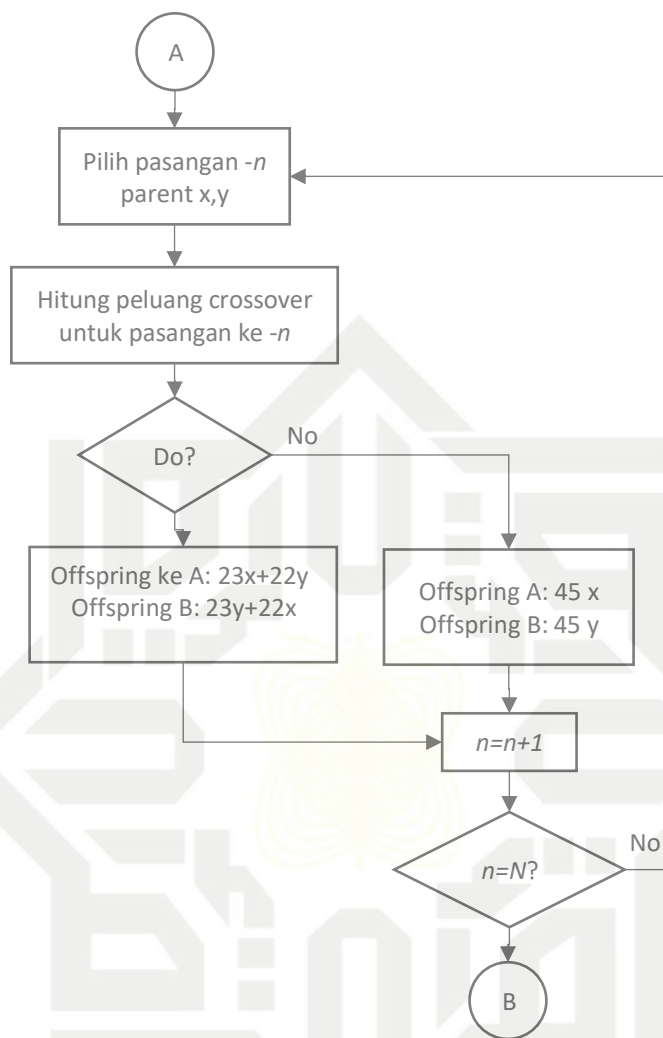 A
Pilih pasangan -n
parent x,y
Hitung peluang crossover
untuk pasangan ke -n
Do?
No
Offspring ke A: 23x+22y
Offspring B: 23y+22x
Offspring A: 45 x
Offspring B: 45 y
n=n+1
n=N?
No
B